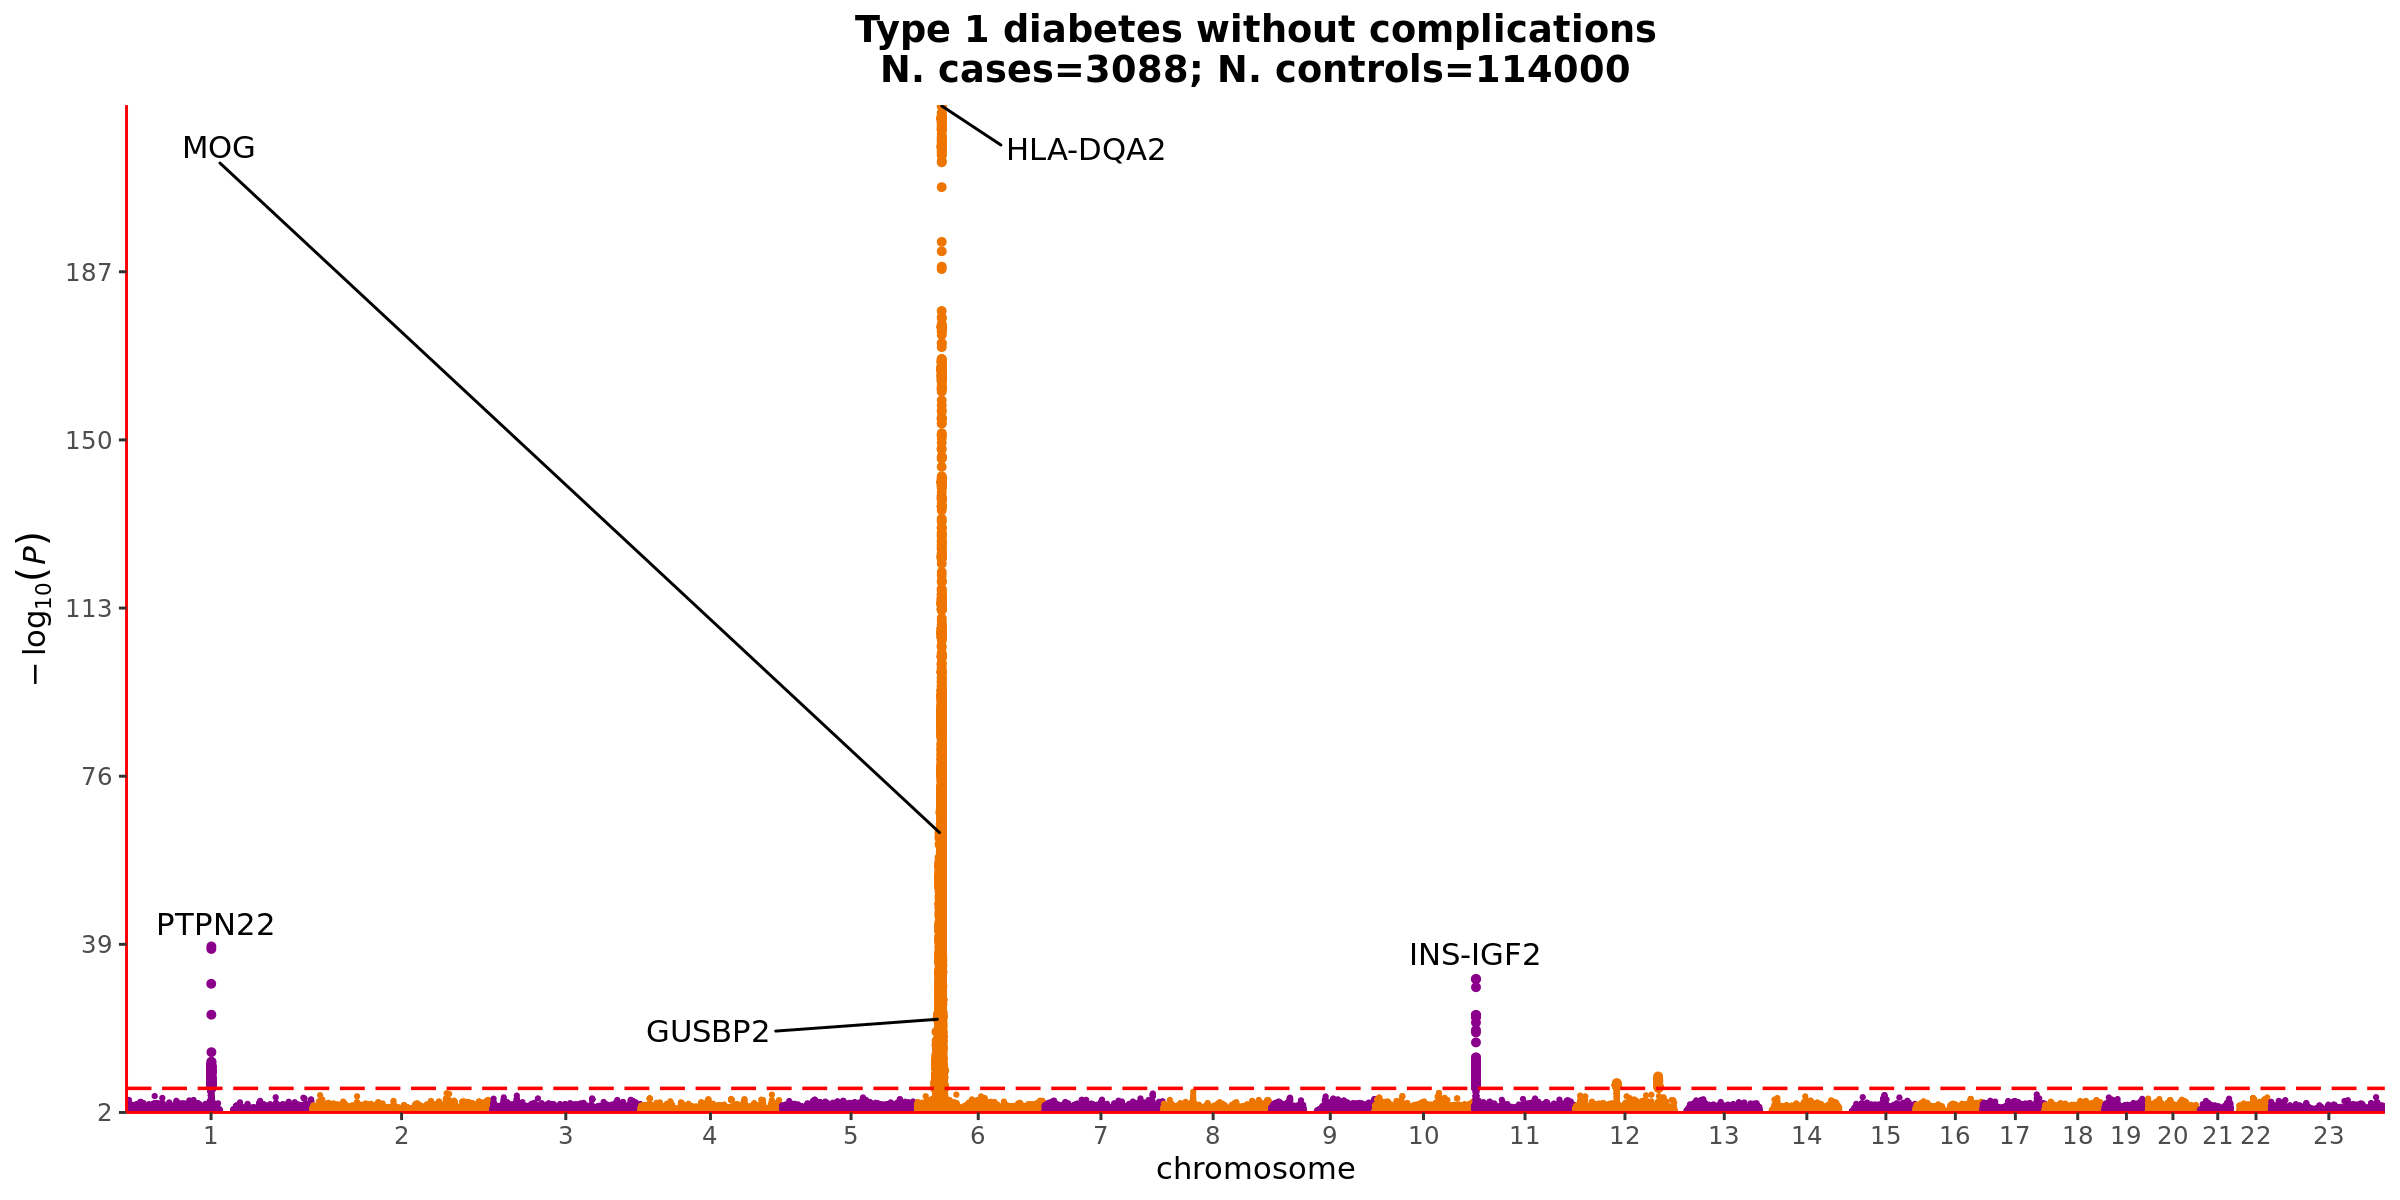 Type 1 diabetes without complications
N. cases=3088; N. controls=114000
MOG
HLA-DQA2
PTPN22
INS-IGF2
GUSBP2
−log10(P)
187
150
113
76
39
2
1 2 3 4 5 6 7 8 9 10 11 12 13 14 15 16 17 18 19 20 21 22 23
chromosome